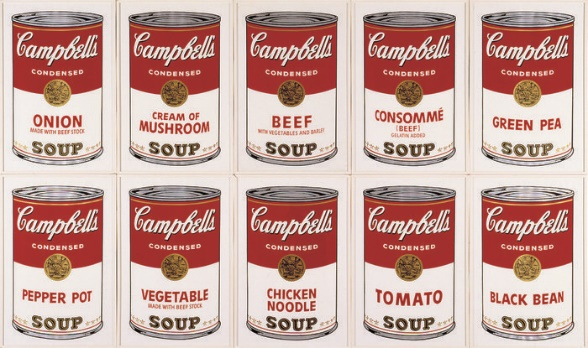 Campbell's
CONDENSED
ONION
MADE WITH BEEF STOCK
SOUP
Campbell's
CONDENSED
CREAM OF
MUSHROOM
SOUP
Campbell's
CONDENSED
BEEF
WITH VEGETABLES AND BARLEY
SOUP
Campbell's
CONDENSED
CONSOMMÉ
(BEEF)
GELATIN ADDED
SOUP
Campbell's
CONDENSED
GREEN PEA
SOUP
Campbell's
CONDENSED
PEPPER POT
SOUP
Campbell's
CONDENSED
VEGETABLE
MADE WITH BEEF STOCK
SOUP
Campbell's
CONDENSED
CHICKEN
NOODLE
SOUP
Campbell's
CONDENSED
TOMATO
SOUP
Campbell's
CONDENSED
BLACK BEAN
SOUP